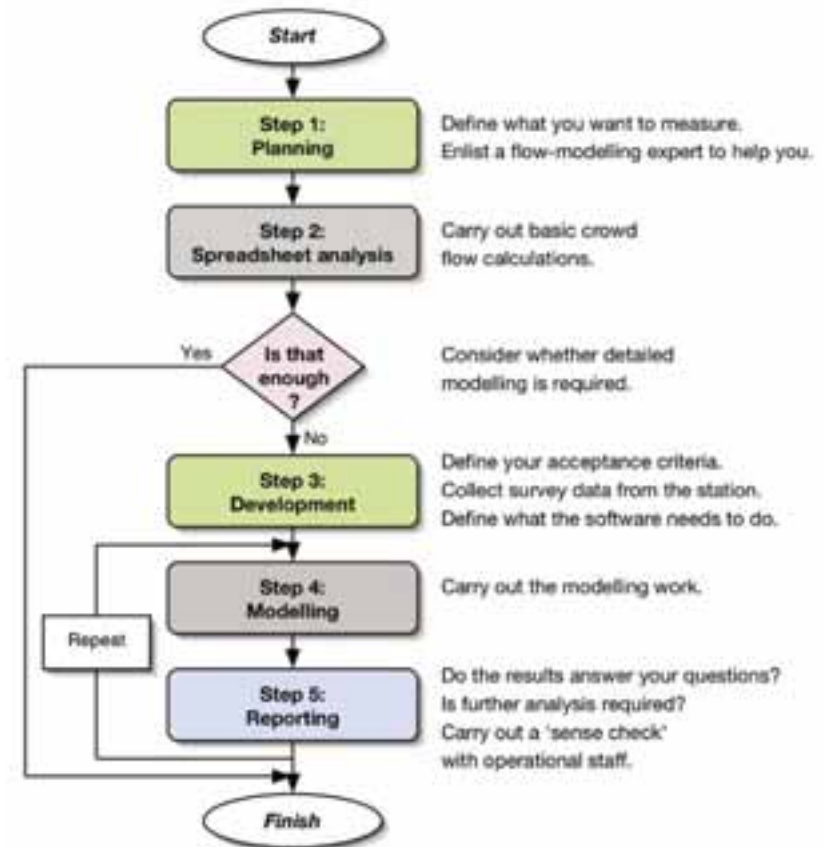 Start
Step 1:
Planning
Define what you want to measure.
Enlist a flow-modelling expert to help you.
Step 2:
Spreadsheet analysis
Carry out basic crowd
flow calculations.
Yes
Is that
enough
?
Consider whether detailed
modelling is required.
No
Step 3:
Development
Define your acceptance criteria.
Collect survey data from the station.
Define what the software needs to do.
Step 4:
Modelling
Carry out the modelling work.
Repeat
Step 5:
Reporting
Do the results answer your questions?
Is further analysis required?
Carry out a 'sense check'
with operational staff.
Finish